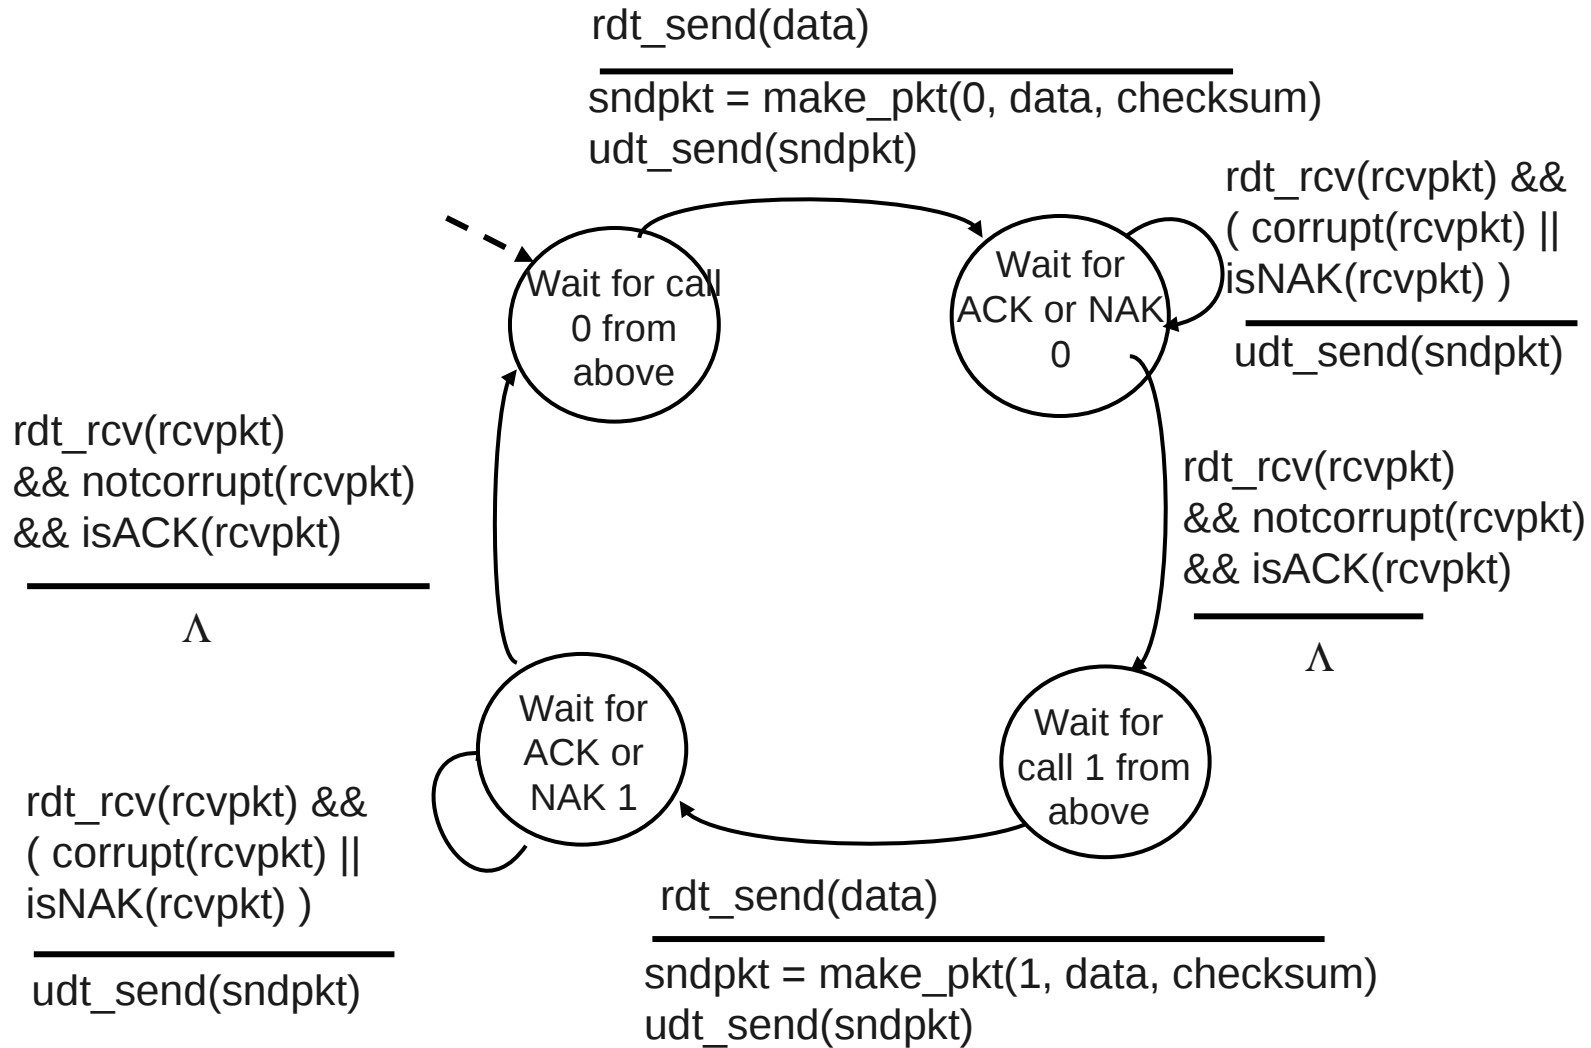 rdt_send(data)
sndpkt = make_pkt(0, data, checksum)
udt_send(sndpkt)
rdt_rcv(rcvpkt) &&
( corrupt(rcvpkt) ||
isNAK(rcvpkt) )
udt_send(sndpkt)
Wait for call
0 from
above
Wait for
ACK or NAK
0
rdt_rcv(rcvpkt)
&& notcorrupt(rcvpkt)
&& isACK(rcvpkt)
Λ
rdt_rcv(rcvpkt)
&& notcorrupt(rcvpkt)
&& isACK(rcvpkt)
Λ
Wait for
ACK or
NAK 1
Wait for
call 1 from
above
rdt_rcv(rcvpkt) &&
( corrupt(rcvpkt) ||
isNAK(rcvpkt) )
udt_send(sndpkt)
rdt_send(data)
sndpkt = make_pkt(1, data, checksum)
udt_send(sndpkt)